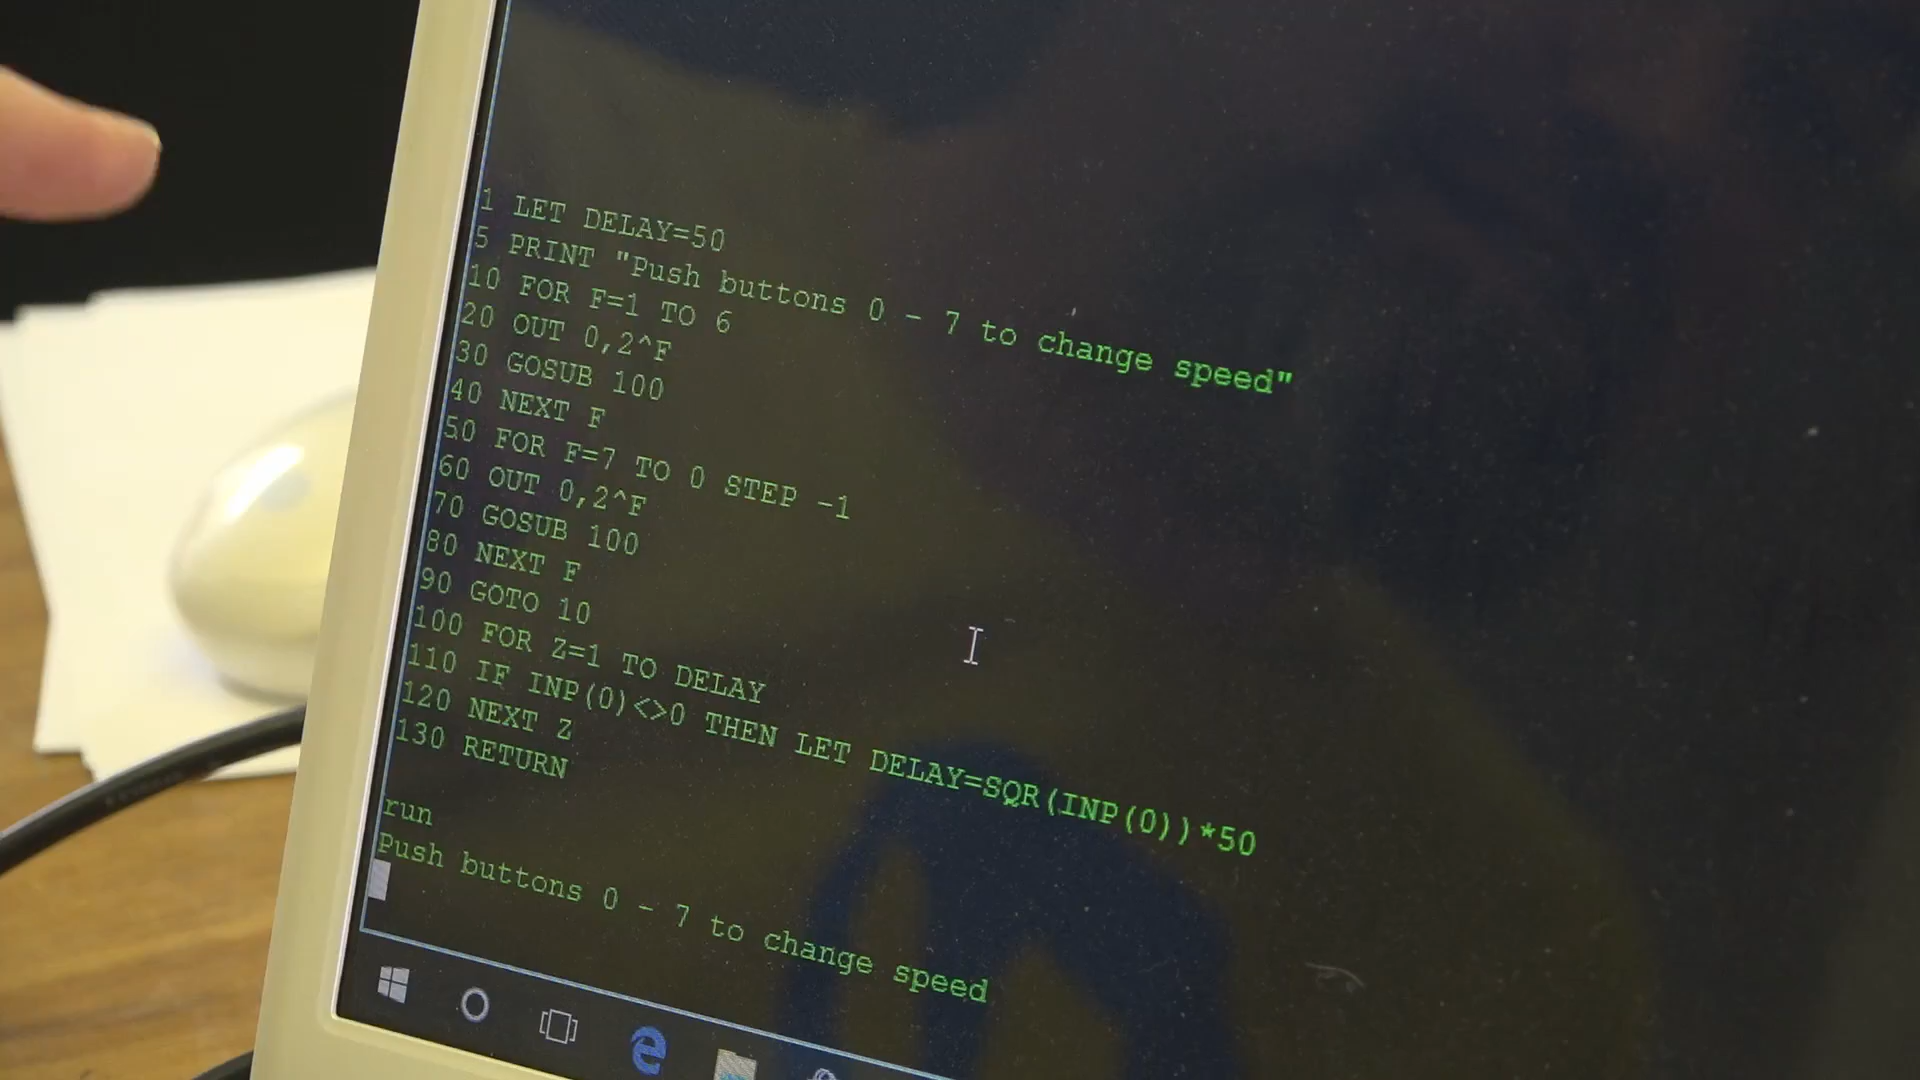 1 LET DELAY=50
5 PRINT "Push buttons 0 - 7 to change speed"
10 FOR F=1 TO 6
20 OUT 0,2^F
30 GOSUB 100
40 NEXT F
50 FOR F=7 TO 0 STEP -1
60 OUT 0,2^F
70 GOSUB 100
80 NEXT F
90 GOTO 10
100 FOR Z=1 TO DELAY
110 IF INP(0)<>0 THEN LET DELAY=SQR(INP(0))*50
120 NEXT Z
130 RETURN
run
Push buttons 0 - 7 to change speed